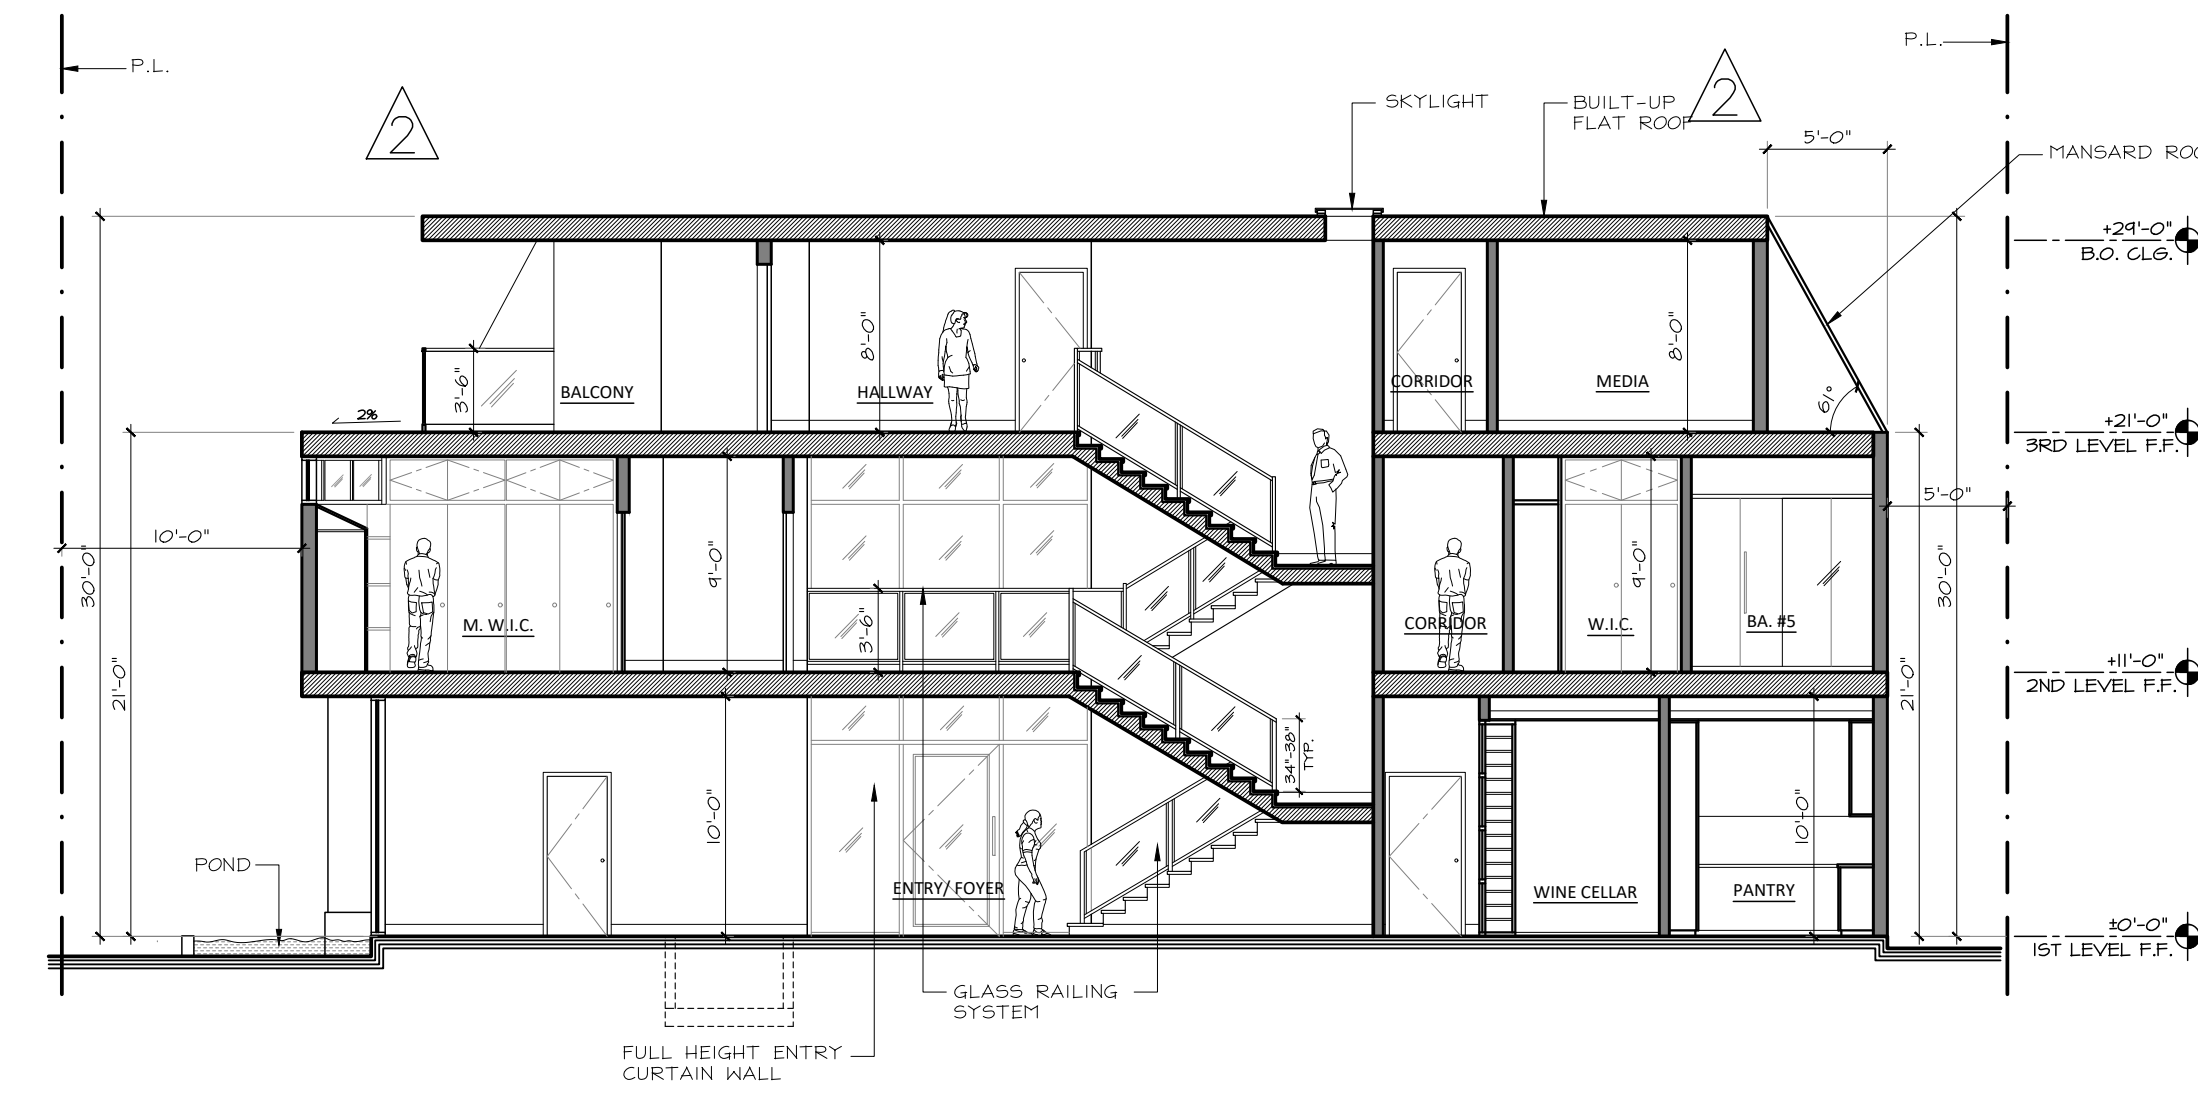 P.L.
P.L.
2
2
SKYLIGHT
BUILT-UP
FLAT ROOF
5'-0"
MANSARD
+29'-0"
B.O. CLG.
8'-0"
8'-0"
3'-6"
BALCONY
HALLWAY
CORRIDOR
MEDIA
61°
2%
+21'-0"
3RD LEVEL F.F.
5'-0"
10'-0"
30'-0"
9'-0"
9'-0"
30'-0"
3'-6"
M. W.I.C.
CORRIDOR
W.I.C.
BA. #5
21'-0"
21'-0"
+11'-0"
2ND LEVEL F.F.
34"-38"
TYP.
10'-0"
10'-0"
POND
ENTRY/ FOYER
WINE CELLAR
PANTRY
±0'-0"
1ST LEVEL F.F.
GLASS RAILING
SYSTEM
FULL HEIGHT ENTRY
CURTAIN WALL